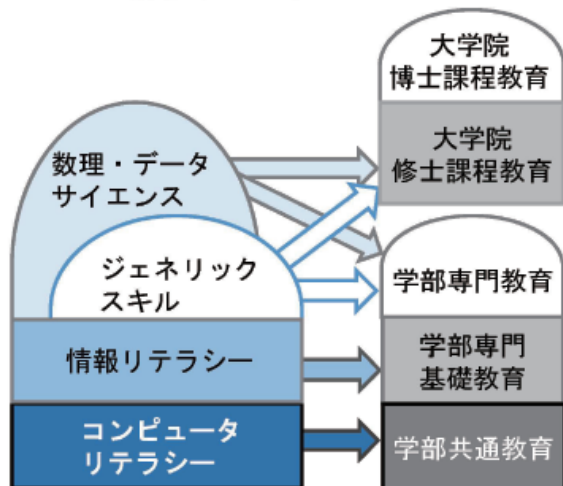 数理・データ
サイエンス
ジェネリック
スキル
情報リテラシー
コンピュータ
リテラシー
大学院
博士課程教育
大学院
修士課程教育
学部専門教育
学部専門
基礎教育
学部共通教育